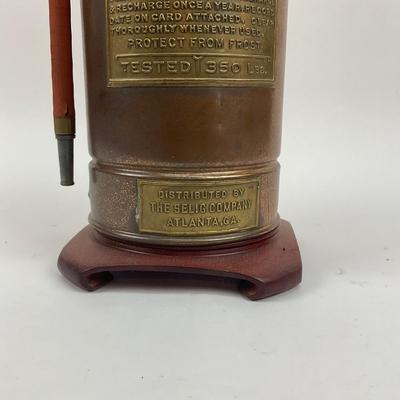 & RECHARGE ONCE A YEAR. RECORD
DATE ON CARD ATTACHED. CLEAN
THOROUGHLY WHENEVER USED.
PROTECT FROM FROST.
TESTED 350 LBS.
DISTRIBUTED BY
THE SELIG COMPANY
ATLANTA, GA.